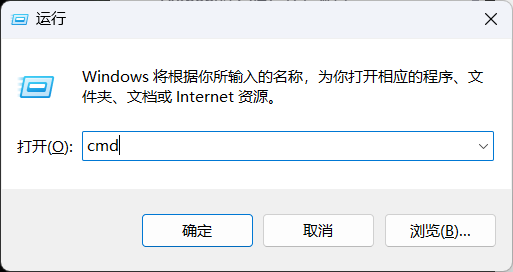 运行
Windows 将根据你所输入的名称，为你打开相应的程序、文
件夹、文档或 Internet 资源。
打开(O): cmd
确定 取消 浏览(B)...